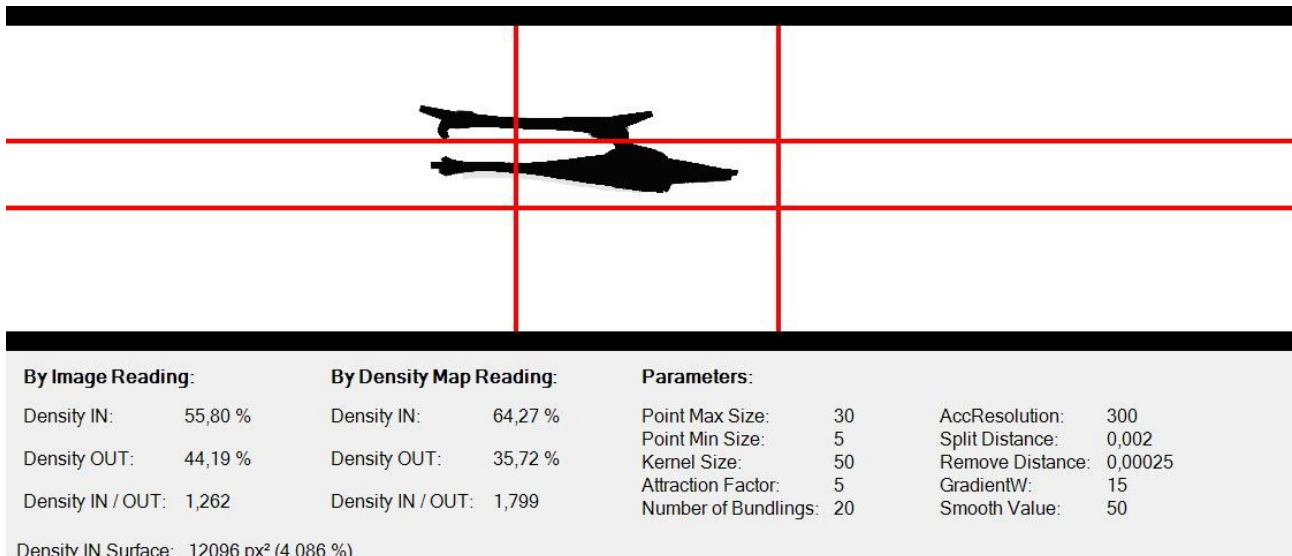 By Image Reading: By Density Map Reading: Parameters:
Density IN: 55,80 % Density IN: 64,27 % Point Max Size: 30 AccResolution: 300
Point Min Size: 5 Split Distance: 0,002
Density OUT: 44,19 % Density OUT: 35,72 % Kernel Size: 50 Remove Distance: 0,00025
Attraction Factor: 5 GradientW: 15
Density IN / OUT: 1,262 Density IN / OUT: 1,799 Number of Bundlings: 20 Smooth Value: 50
Density IN Surface: 12096 px² (4,086 %)